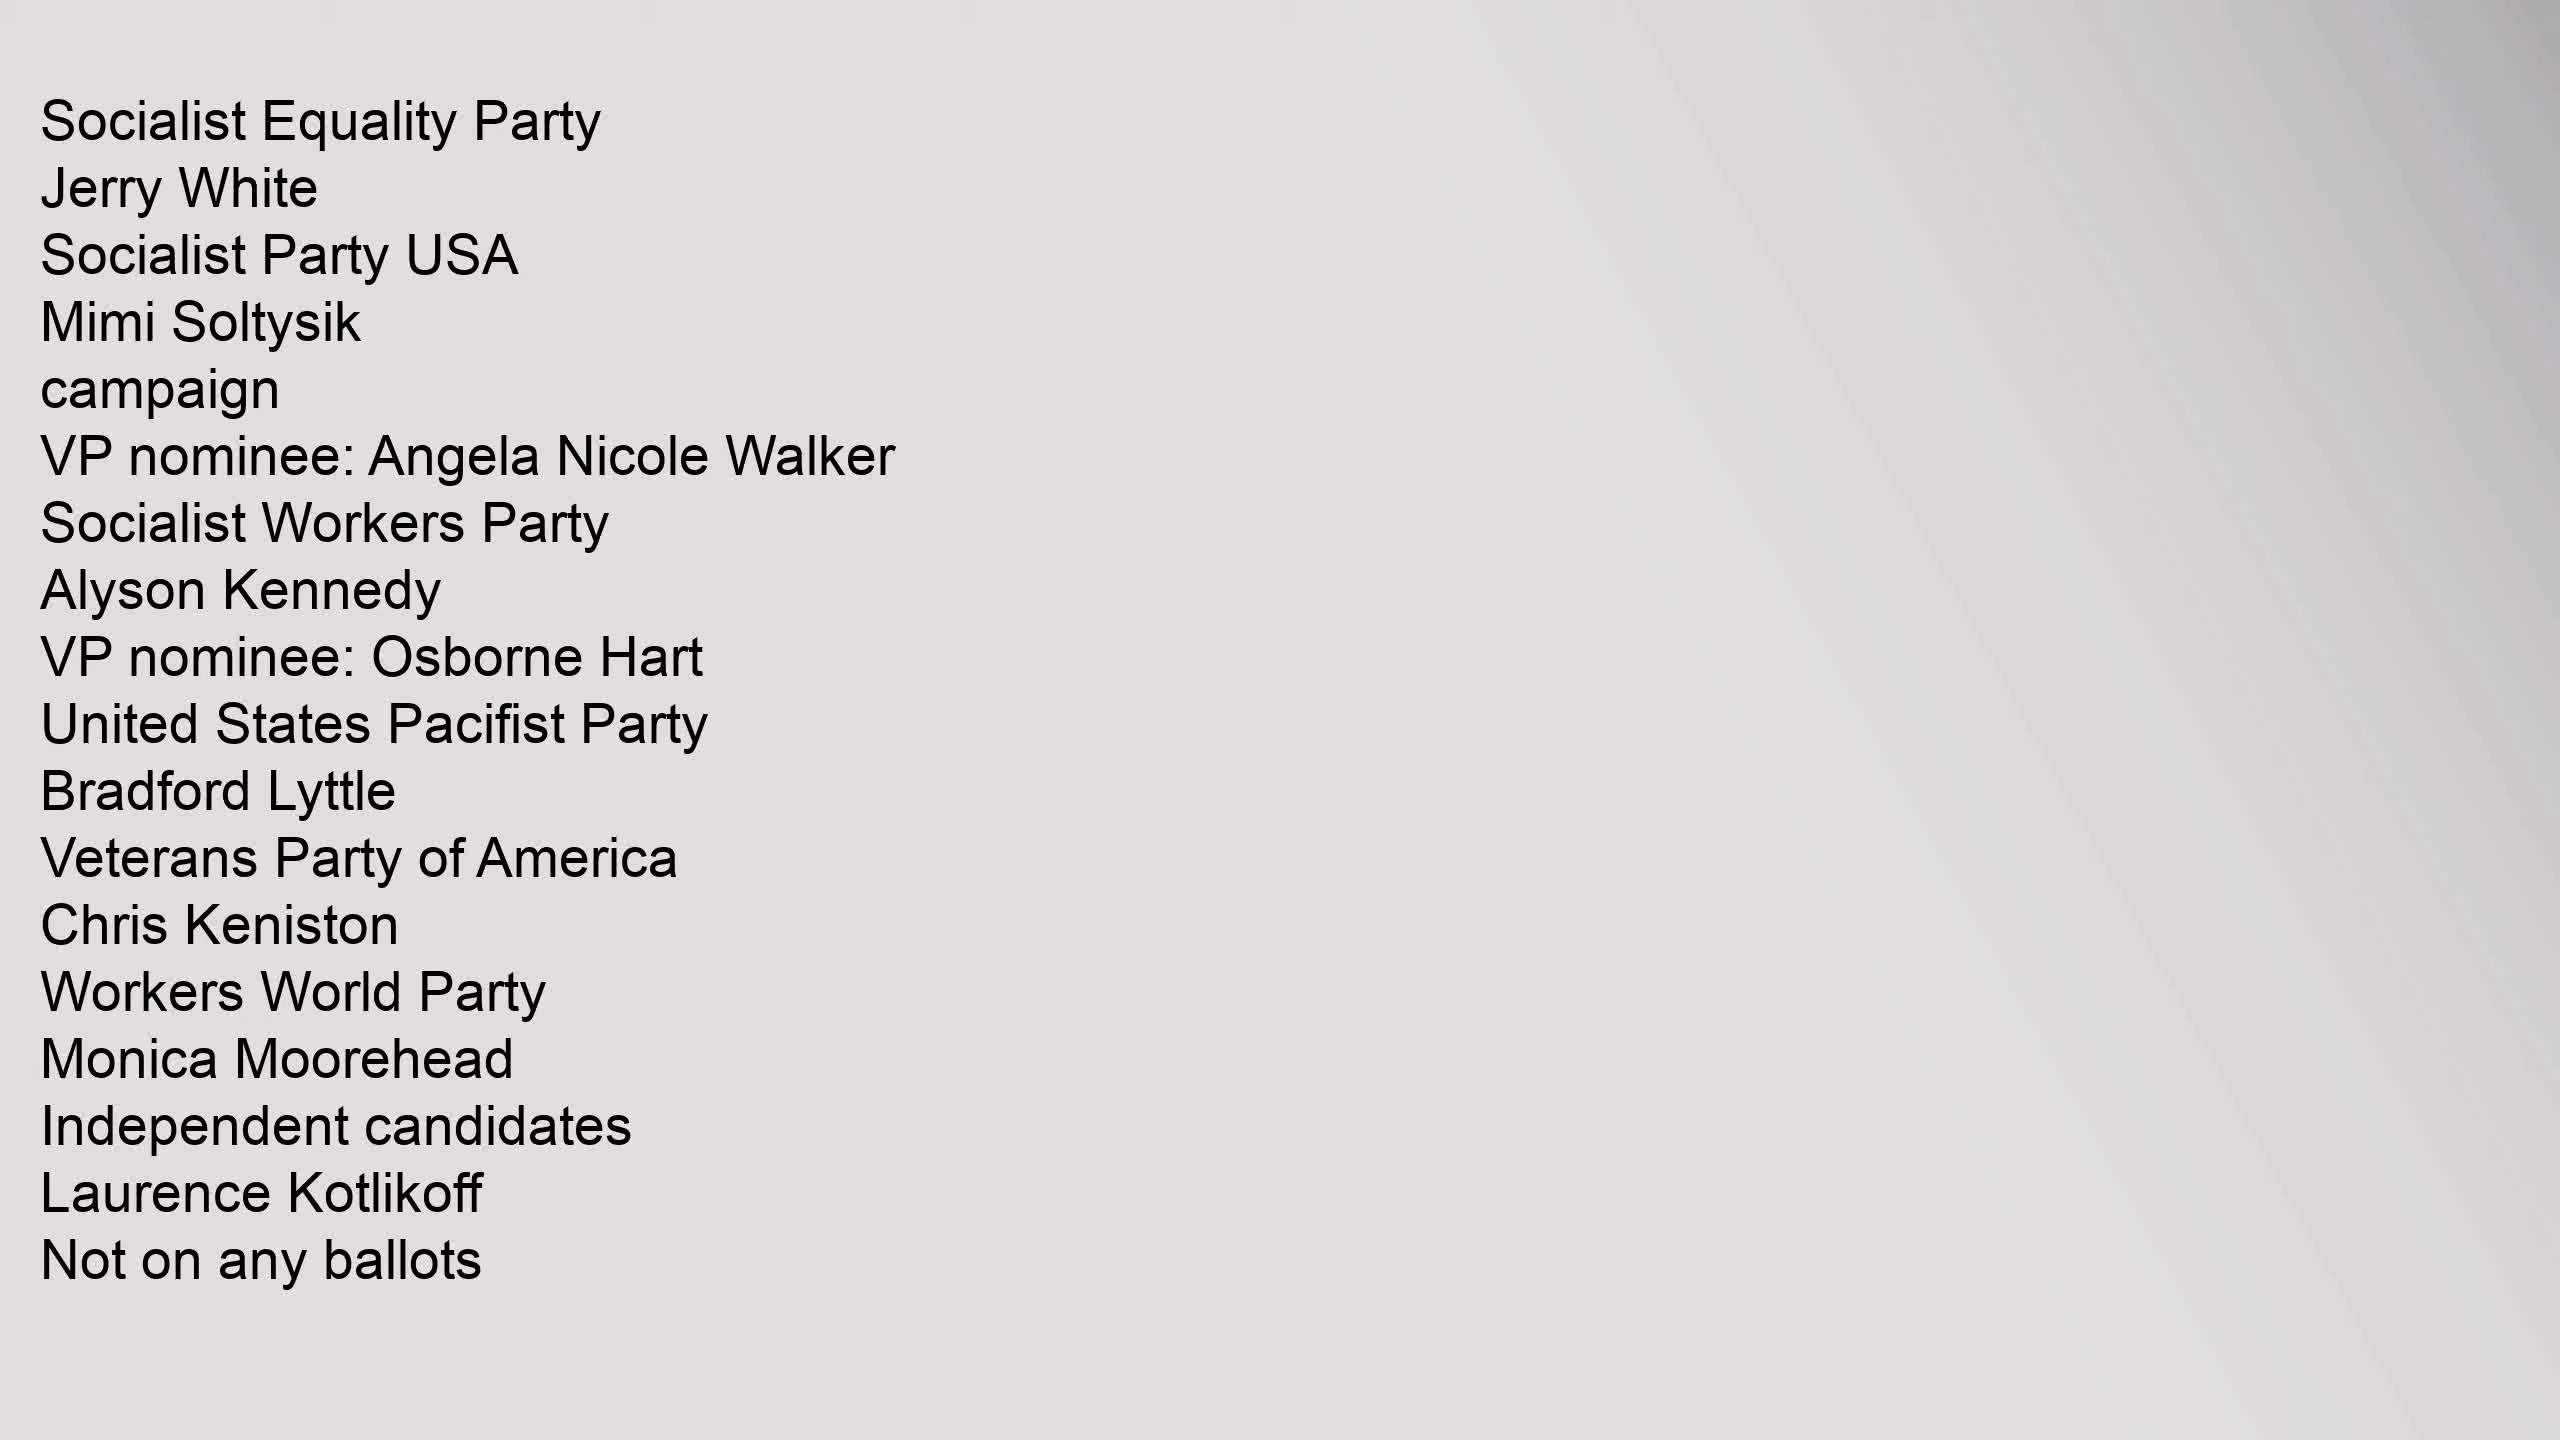 Socialist Equality Party
Jerry White
Socialist Party USA
Mimi Soltysik
campaign
VP nominee: Angela Nicole Walker
Socialist Workers Party
Alyson Kennedy
VP nominee: Osborne Hart
United States Pacifist Party
Bradford Lyttle
Veterans Party of America
Chris Keniston
Workers World Party
Monica Moorehead
Independent candidates
Laurence Kotlikoff
Not on any ballots